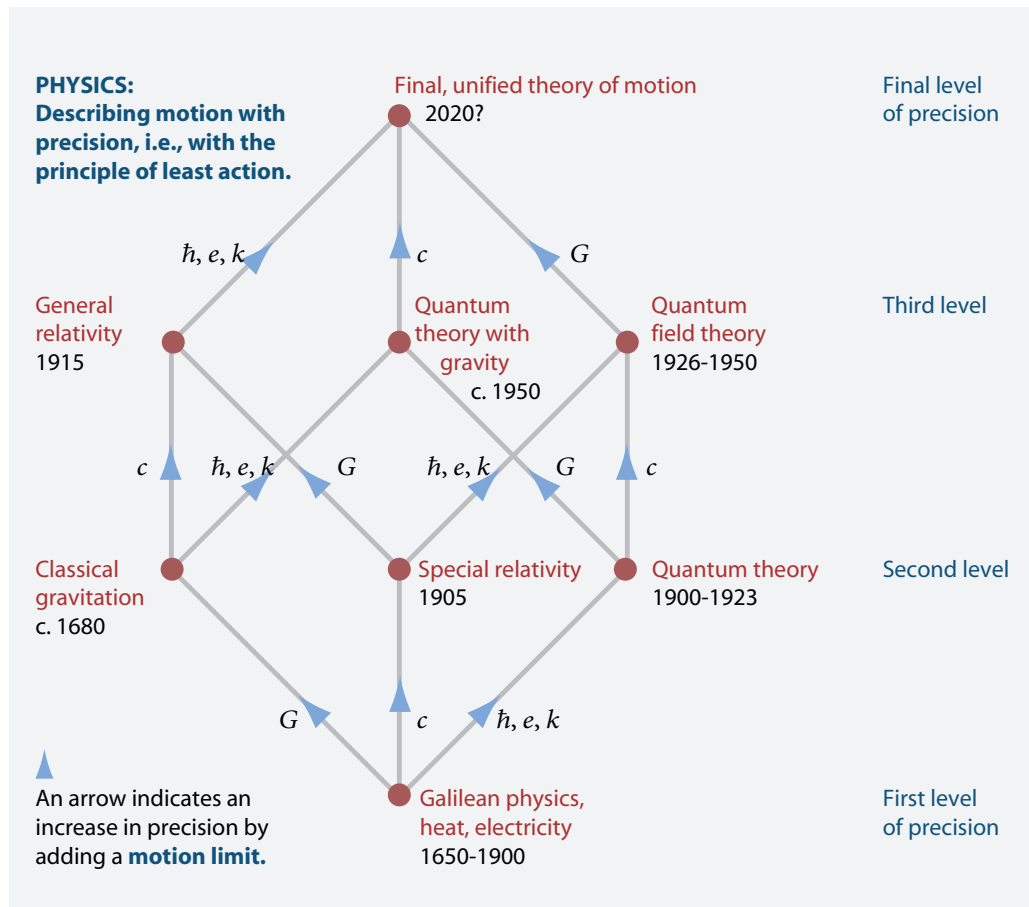 PHYSICS:
Describing motion with
precision, i.e., with the
principle of least action.
Final, unified theory of motion
2020?
Final level
of precision
ħ, e, k
c
G
General
relativity
1915
Quantum
theory with
gravity
c. 1950
Quantum
field theory
1926-1950
Third level
c
ħ, e, k
G
ħ, e, k
G
c
Classical
gravitation
c. 1680
Special relativity
1905
Quantum theory
1900-1923
Second level
G
c
ħ, e, k
An arrow indicates an
increase in precision by
adding a motion limit.
Galilean physics,
heat, electricity
1650-1900
First level
of precision